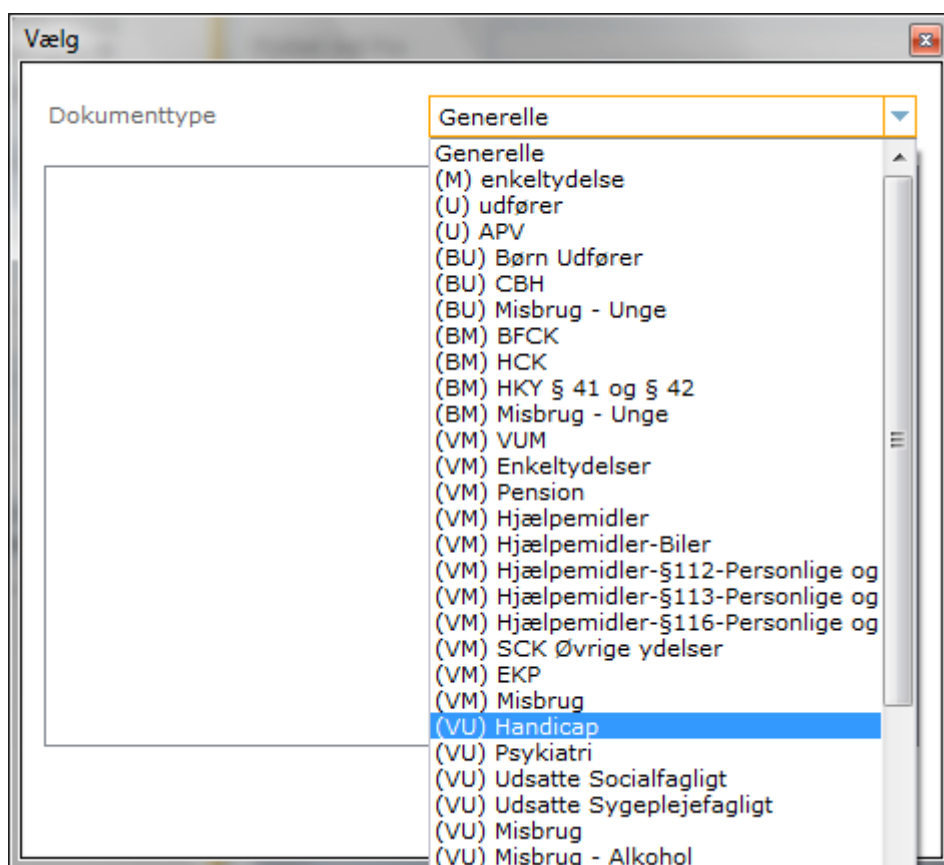 Vælg
Dokumenttype
Generelle
Generelle
(M) enkeltydelse
(U) udfører
(U) APV
(BU) Børn Udfører
(BU) CBH
(BU) Misbrug - Unge
(BM) BFCK
(BM) HCK
(BM) HKY § 41 og § 42
(BM) Misbrug - Unge
(VM) VUM
(VM) Enkeltydelser
(VM) Pension
(VM) Hjælpemidler
(VM) Hjælpemidler-Biler
(VM) Hjælpemidler-§112-Personlige og
(VM) Hjælpemidler-§113-Personlige og
(VM) Hjælpemidler-§116-Personlige og
(VM) SCK Øvrige ydelser
(VM) EKP
(VM) Misbrug
(VU) Handicap
(VU) Psykiatri
(VU) Udsatte Socialfagligt
(VU) Udsatte Sygeplejefagligt
(VU) Misbrug
(VU) Misbrug - Alkohol